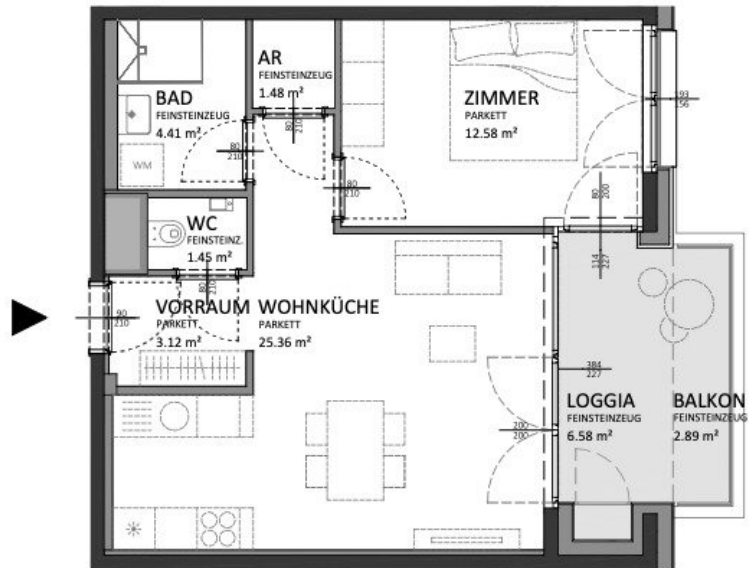 AR
FEINSTEINZEUG
1.48 m²
BAD
FEINSTEINZEUG
4.41 m²
ZIMMER
PARKETT
12.58 m²
193
156
80
210
80
210
80
210
WM
80
200
WC
FEINSTEINZ.
1.45 m²
114
227
80
210
90
210
VORRAUM
PARKETT
3.12 m²
WOHNKÜCHE
PARKETT
25.36 m²
384
227
LOGGIA
FEINSTEINZEUG
6.58 m²
BALKON
FEINSTEINZEUG
2.89 m²
200
200